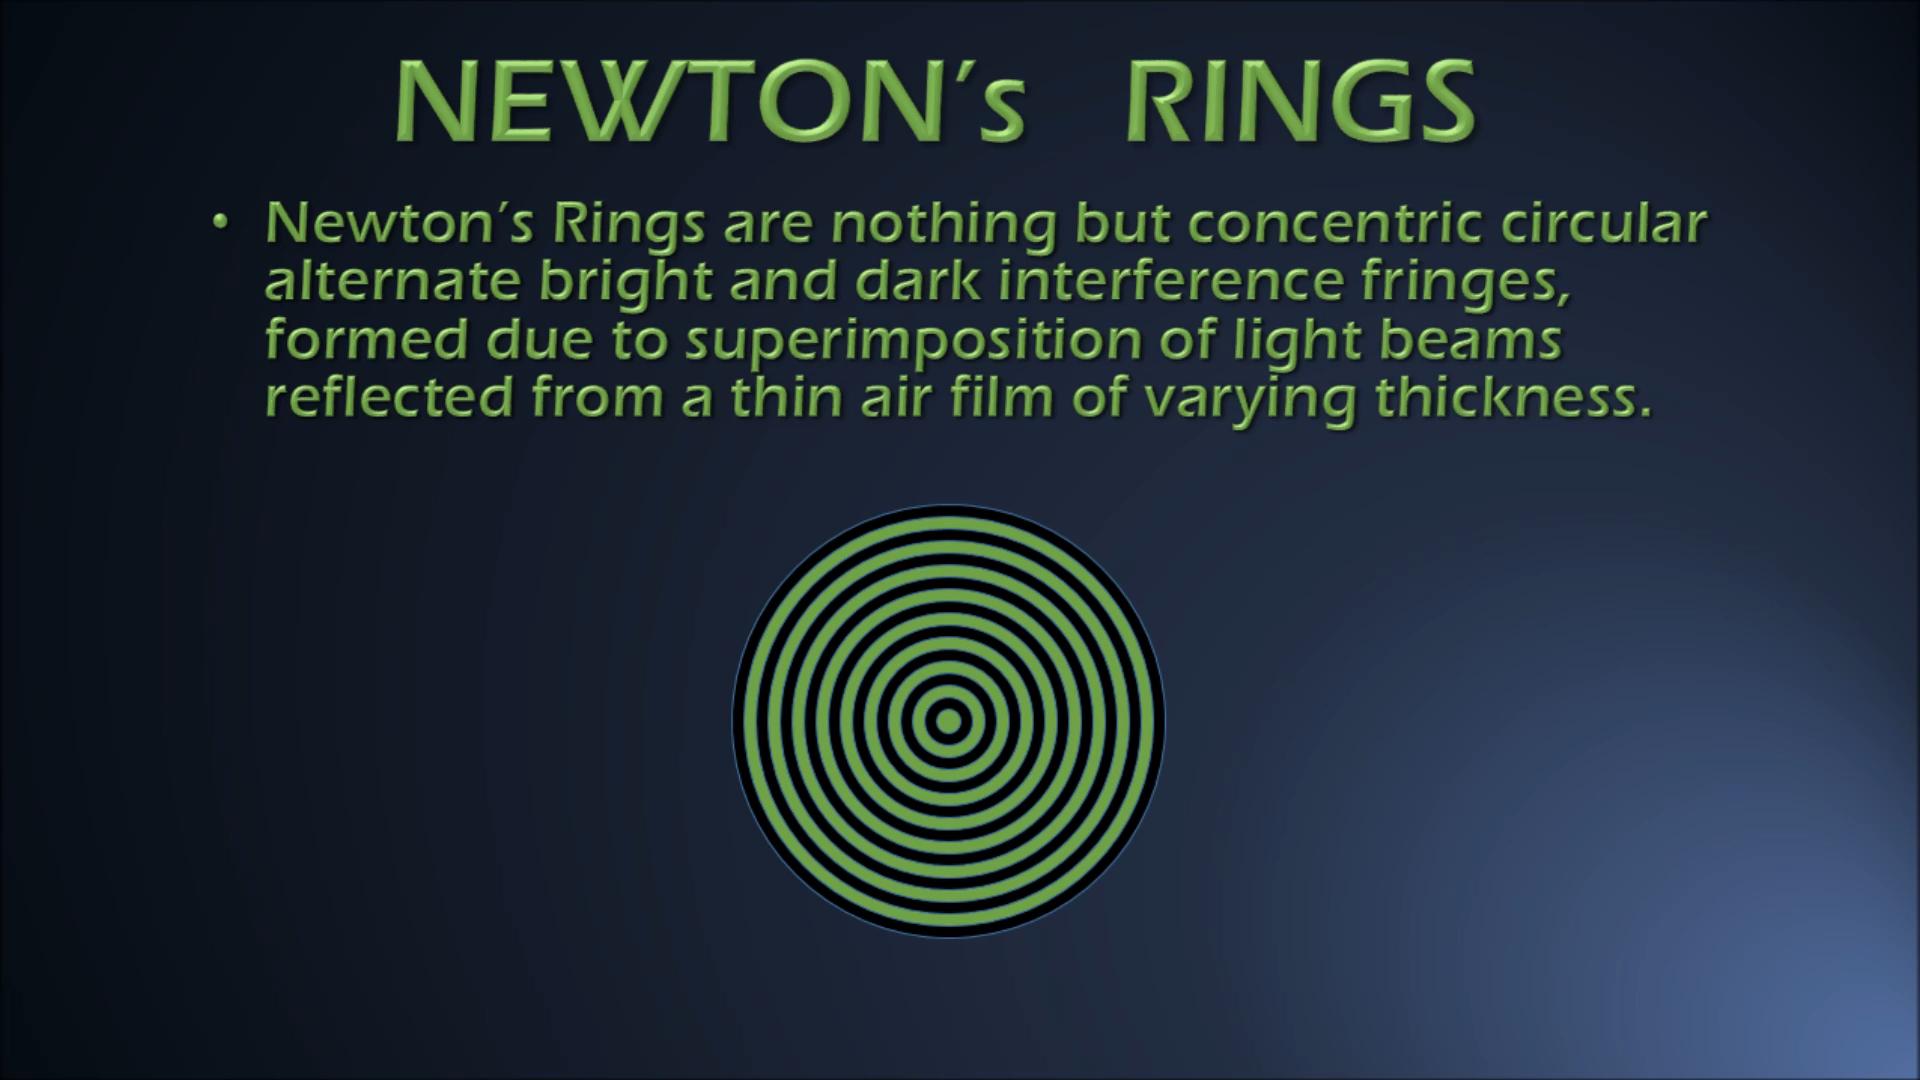 NEWTON’s RINGS
• Newton’s Rings are nothing but concentric circular
alternate bright and dark interference fringes,
formed due to superimposition of light beams
reflected from a thin air film of varying thickness.